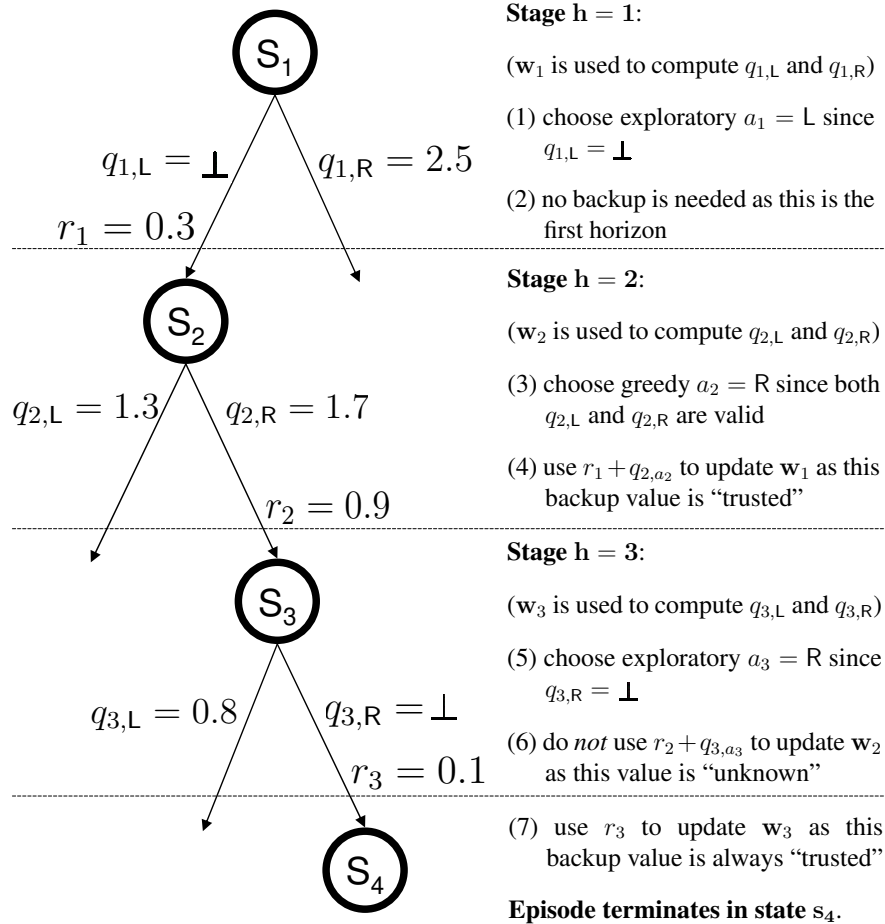 S₁
q₁,L = ⊥
q₁,R = 2.5
r₁ = 0.3
Stage h = 1:
(w₁ is used to compute q₁,L and q₁,R)
(1) choose exploratory a₁ = L since
q₁,L = ⊥
(2) no backup is needed as this is the
first horizon
S₂
q₂,L = 1.3
q₂,R = 1.7
r₂ = 0.9
Stage h = 2:
(w₂ is used to compute q₂,L and q₂,R)
(3) choose greedy a₂ = R since both
q₂,L and q₂,R are valid
(4) use r₁ + q₂,a₂ to update w₁ as this
backup value is “trusted”
S₃
q₃,L = 0.8
q₃,R = ⊥
r₃ = 0.1
Stage h = 3:
(w₃ is used to compute q₃,L and q₃,R)
(5) choose exploratory a₃ = R since
q₃,R = ⊥
(6) do not use r₂ + q₃,a₃ to update w₂
as this value is “unknown”
S₄
(7) use r₃ to update w₃ as this
backup value is always “trusted”
Episode terminates in state s₄.